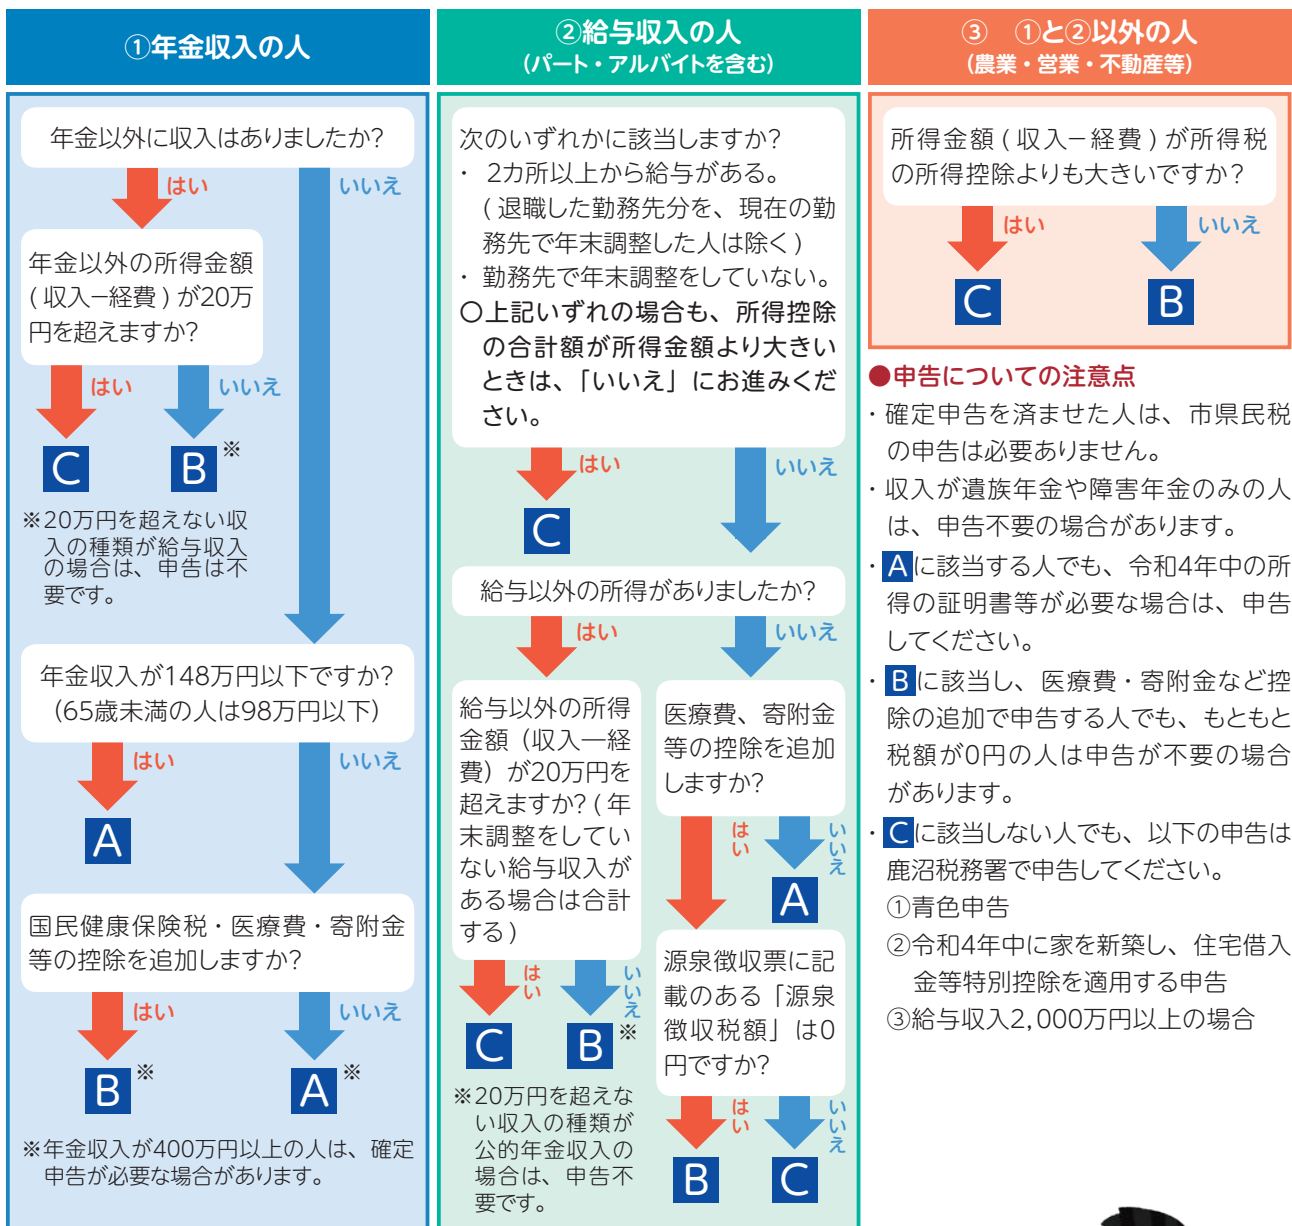 ①年金収入の人
年金以外に収入はありましたか?
はい
いいえ
年金以外の所得金額
(収入−経費)が20万
円を超えますか?
はい
いいえ
C
B※
※20万円を超えない収
入の種類が給与収入
の場合は、申告は不
要です。
年金収入が148万円以下ですか?
(65歳未満の人は98万円以下)
はい
いいえ
A
国民健康保険税・医療費・寄附金
等の控除を追加しますか?
はい
いいえ
B※
A※
※年金収入が400万円以上の人は、確定
申告が必要な場合があります。
②給与収入の人
(パート・アルバイトを含む)
次のいずれかに該当しますか?
・ 2カ所以上から給与がある。
(退職した勤務先分を、現在の勤
務先で年末調整した人は除く)
・ 勤務先で年末調整をしていない。
〇上記いずれの場合も、所得控除
の合計額が所得金額より大きい
ときは、「いいえ」にお進みくだ
さい。
はい
いいえ
C
給与以外の所得がありましたか?
はい
いいえ
給与以外の所得
金額(収入―経
費)が20万円を
超えますか?(年
末調整をしてい
ない給与収入が
ある場合は合計
する)
はい
いいえ
C
B※
※20万円を超えな
い収入の種類が
公的年金収入の
場合は、申告不
要です。
医療費、寄附金
等の控除を追加
しますか?
はい
いいえ
A
源泉徴収票に記
載のある「源泉
徴収税額」は0
円ですか?
はい
いいえ
B
C
③ ①と②以外の人
(農業・営業・不動産等)
所得金額(収入−経費)が所得税
の所得控除よりも大きいですか?
はい
いいえ
C
B
●申告についての注意点
・確定申告を済ませた人は、市県民税
の申告は必要ありません。
・収入が遺族年金や障害年金のみの人
は、申告不要の場合があります。
・Aに該当する人でも、令和4年中の所
得の証明書等が必要な場合は、申告
してください。
・Bに該当し、医療費・寄附金など控
除の追加で申告する人でも、もともと
税額が0円の人は申告が不要の場合
があります。
・Cに該当しない人でも、以下の申告は
鹿沼税務署で申告してください。
①青色申告
②令和4年中に家を新築し、住宅借入
金等特別控除を適用する申告
③給与収入2,000万円以上の場合